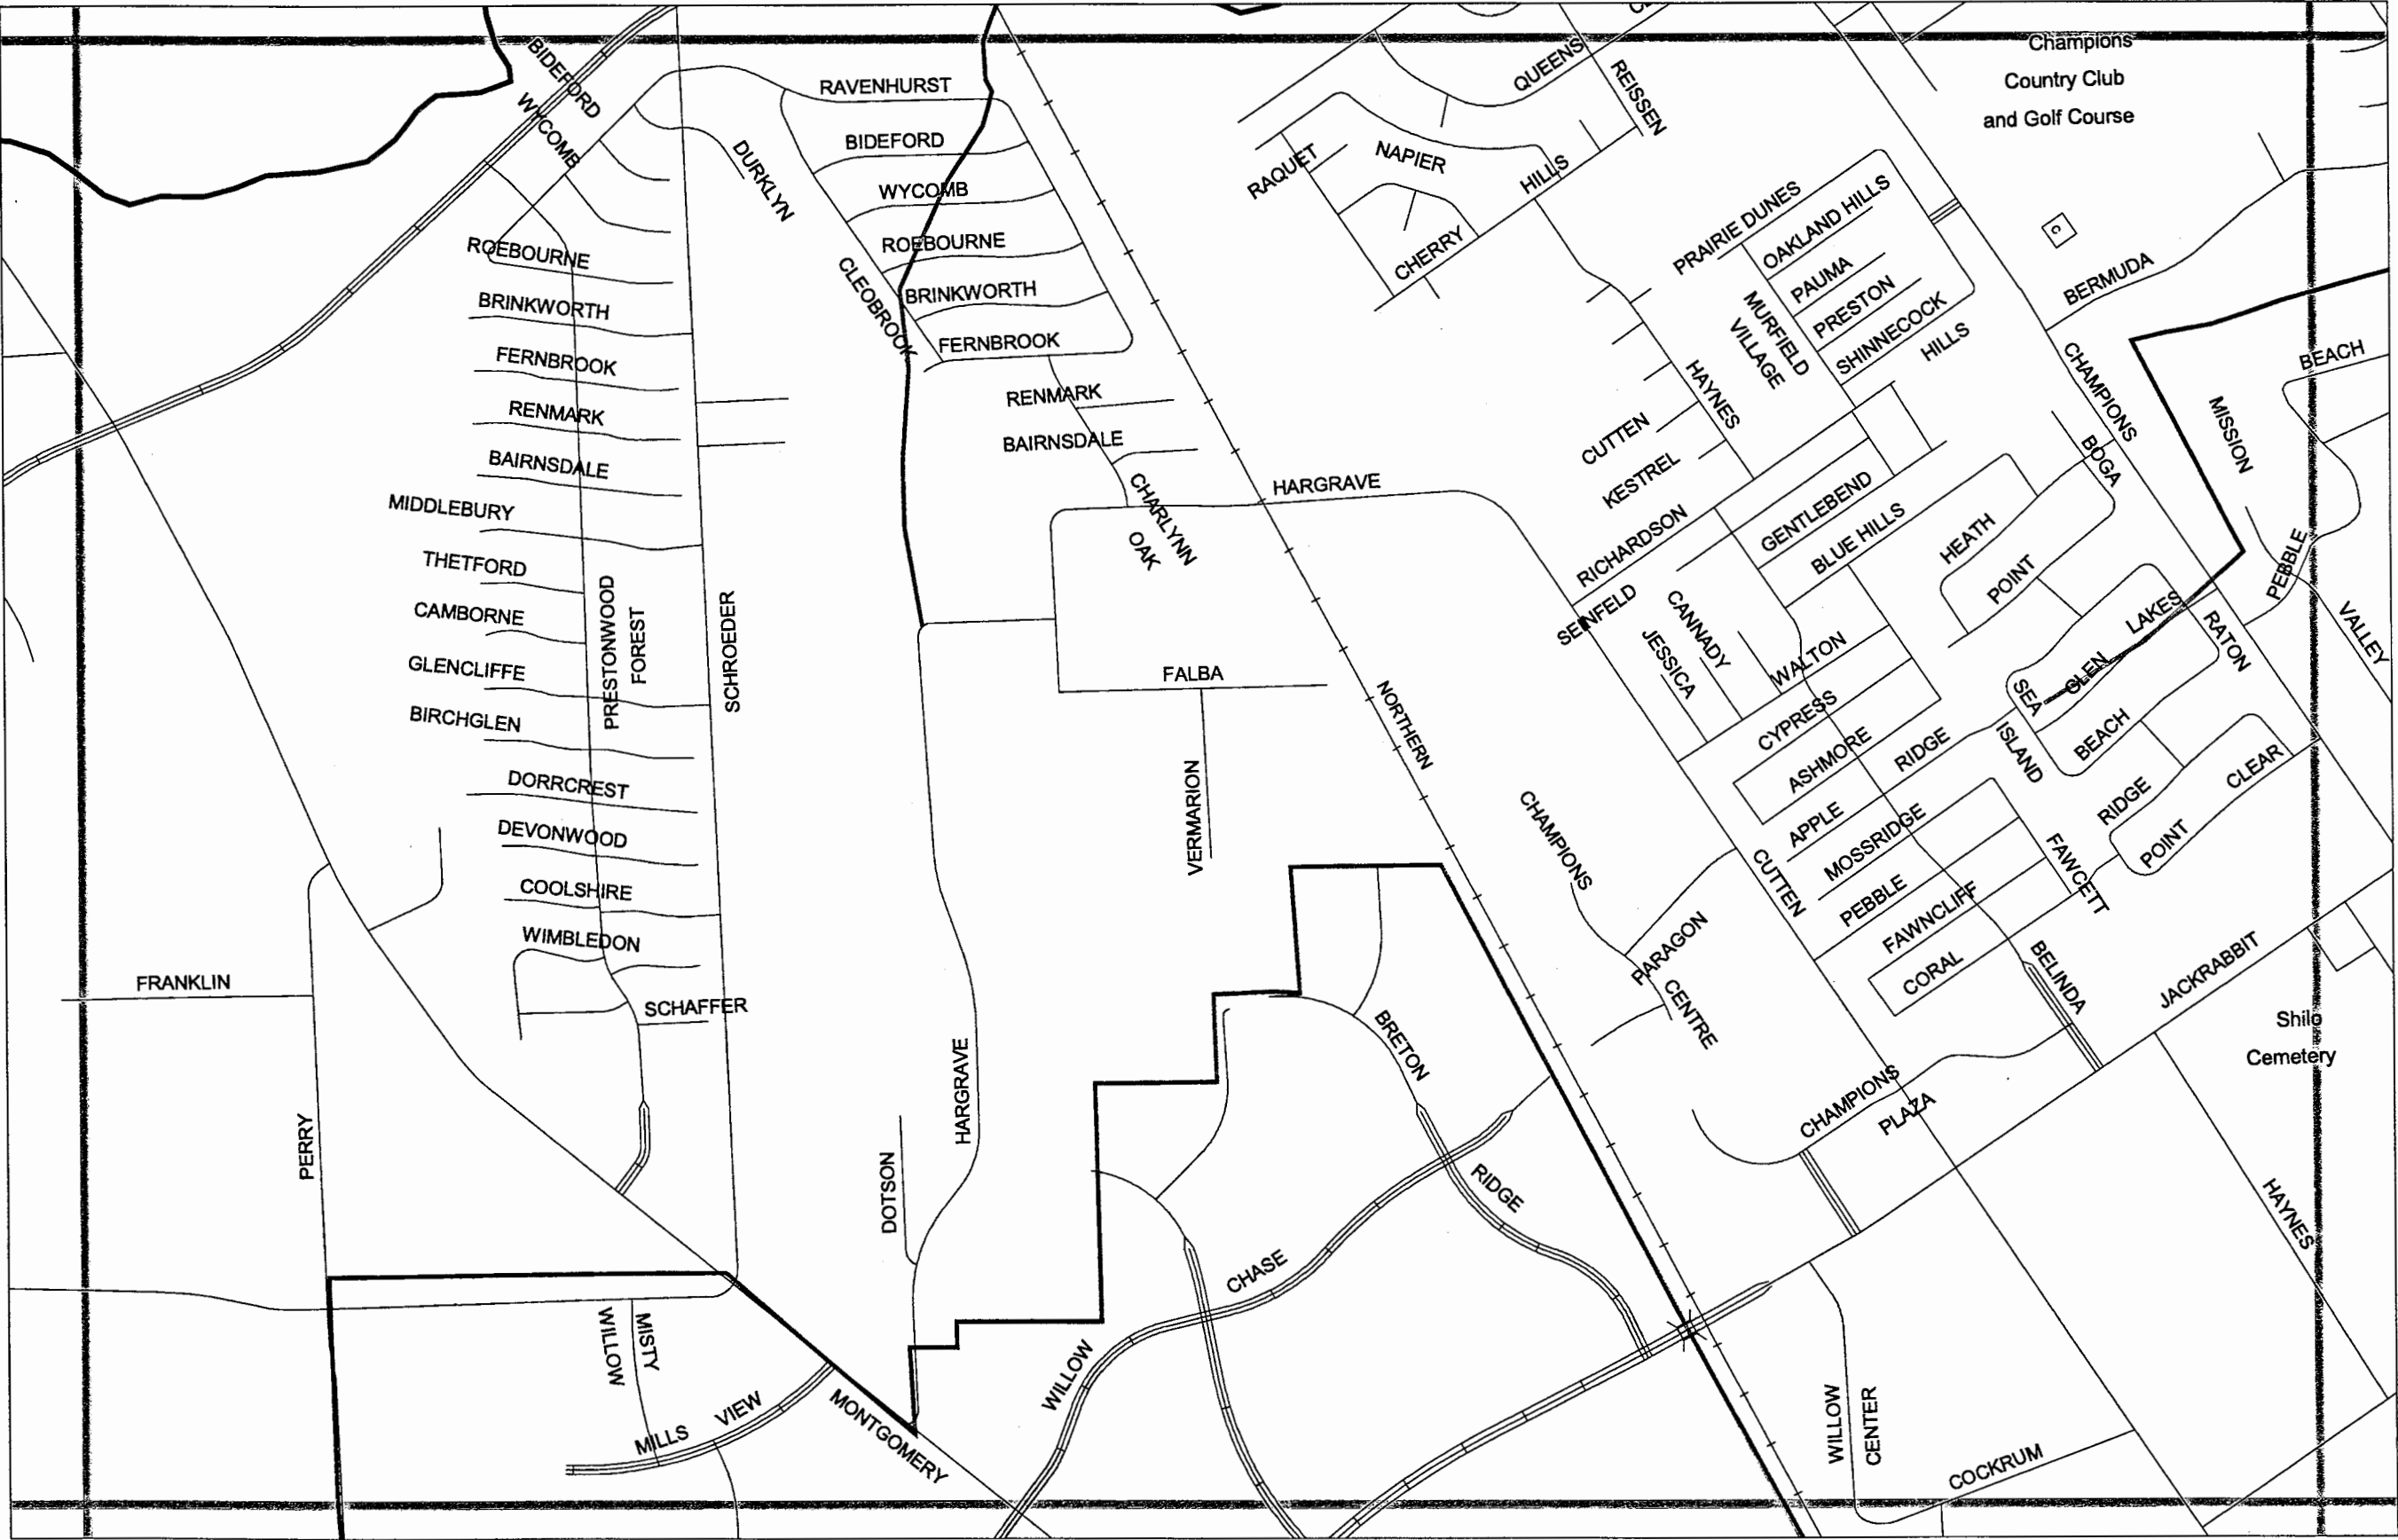 BIDEFORD
WYCOMB
RAVENHURST
BIDEFORD
WYCOMB
ROEBOURNE
BRINKWORTH
FERNBROOK
DURKLYN
CLEOBROOK
QUEENS
REISSEN
RAQUET
NAPIER
HILLS
CHERRY
Champions
Country Club
and Golf Course
C
PRAIRIE DUNES
OAKLAND HILLS
PAUMA
PRESTON
SHINNECOCK
HILLS
MURFIELD
VILLAGE
BERMUDA
CHAMPIONS
BEACH
MISSION
BOGA
PEBBLE
VALLEY
ROEBOURNE
BRINKWORTH
FERNBROOK
RENMARK
BAIRNSDALE
MIDDLEBURY
THETFORD
CAMBORNE
GLENCLIFFE
BIRCHGLEN
DORRCREST
DEVONWOOD
COOLSHIRE
WIMBLEDON
SCHAFFER
PRESTONWOOD
FOREST
SCHROEDER
RENMARK
BAIRNSDALE
CHARLYNN
OAK
HARGRAVE
FALBA
VERMARION
NORTHERN
HAYNES
CUTTEN
KESTREL
RICHARDSON
SEINFELD
GENTLEBEND
BLUE HILLS
HEATH
POINT
CANNADY
JESSICA
WALTON
CYPRESS
ASHMORE
RIDGE
APPLE
MOSSRIDGE
PEBBLE
FAWNCLIFF
CORAL
LAKES
GLEN
SEA
ISLAND
BEACH
RATON
RIDGE
POINT
CLEAR
FAWCETT
BELINDA
CUTTEN
CHAMPIONS
PARAGON
CENTRE
JACKRABBIT
Shilo
Cemetery
CHAMPIONS
PLAZA
HAYNES
FRANKLIN
PERRY
HARGRAVE
DOTSON
BRETON
RIDGE
CHASE
WILLOW
MISTY
WILLOW
MILLS
VIEW
MONTGOMERY
WILLOW
CENTER
COCKRUM